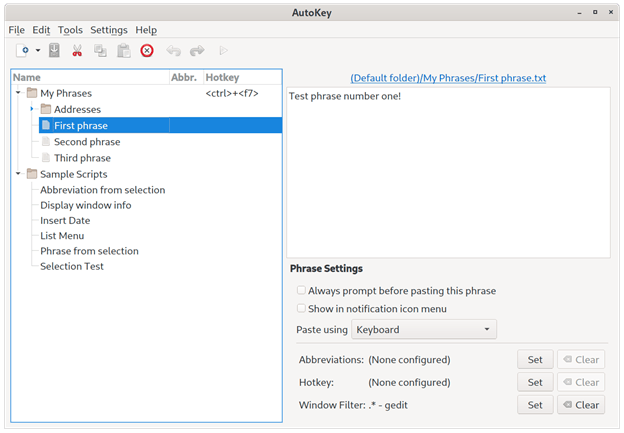 AutoKey
File Edit Tools Settings Help
Name Abbr. Hotkey
My Phrases <ctrl>+<f7>
Addresses
First phrase
Second phrase
Third phrase
Sample Scripts
Abbreviation from selection
Display window info
Insert Date
List Menu
Phrase from selection
Selection Test
(Default folder)/My Phrases/First phrase.txt
Test phrase number one!
Phrase Settings
Always prompt before pasting this phrase
Show in notification icon menu
Paste using Keyboard
Abbreviations: (None configured) Set Clear
Hotkey: (None configured) Set Clear
Window Filter: .* - gedit Set Clear